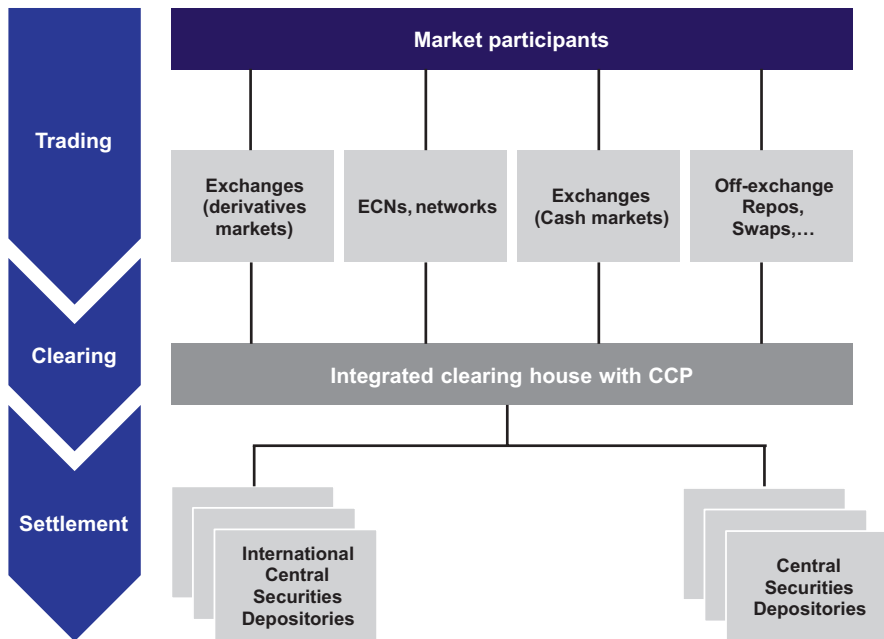 Market participants
Trading
Exchanges
(derivatives
markets)
ECNs, networks
Exchanges
(Cash markets)
Off-exchange
Repos,
Swaps,...
Clearing
Integrated clearing house with CCP
Settlement
International
Central
Securities
Depositories
Central
Securities
Depositories